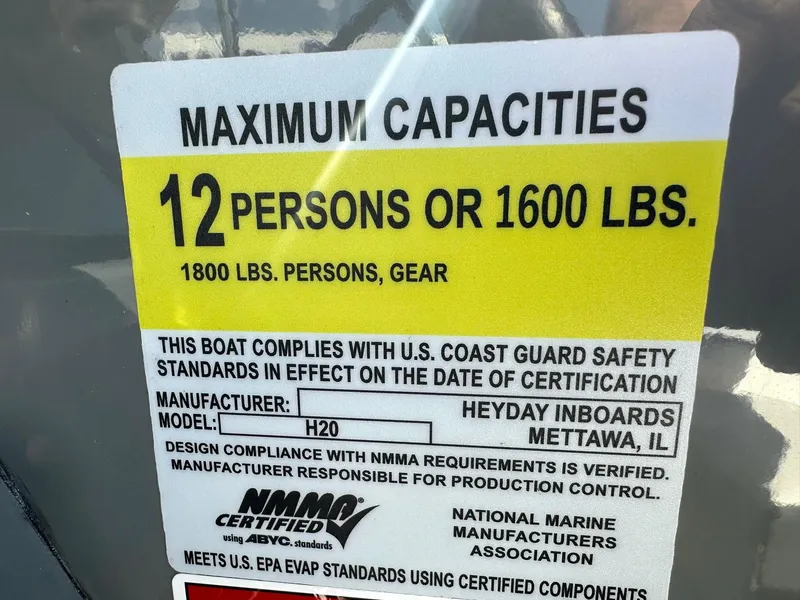 MAXIMUM CAPACITIES
12 PERSONS OR 1600 LBS.
1800 LBS. PERSONS, GEAR
THIS BOAT COMPLIES WITH U.S. COAST GUARD SAFETY
STANDARDS IN EFFECT ON THE DATE OF CERTIFICATION
MANUFACTURER: HEYDAY INBOARDS
MODEL: H20 METTAWA, IL
DESIGN COMPLIANCE WITH NMMA REQUIREMENTS IS VERIFIED.
MANUFACTURER RESPONSIBLE FOR PRODUCTION CONTROL.
NMMA®
CERTIFIED
using ABYC. standards
NATIONAL MARINE
MANUFACTURERS
ASSOCIATION
MEETS U.S. EPA EVAP STANDARDS USING CERTIFIED COMPONENTS